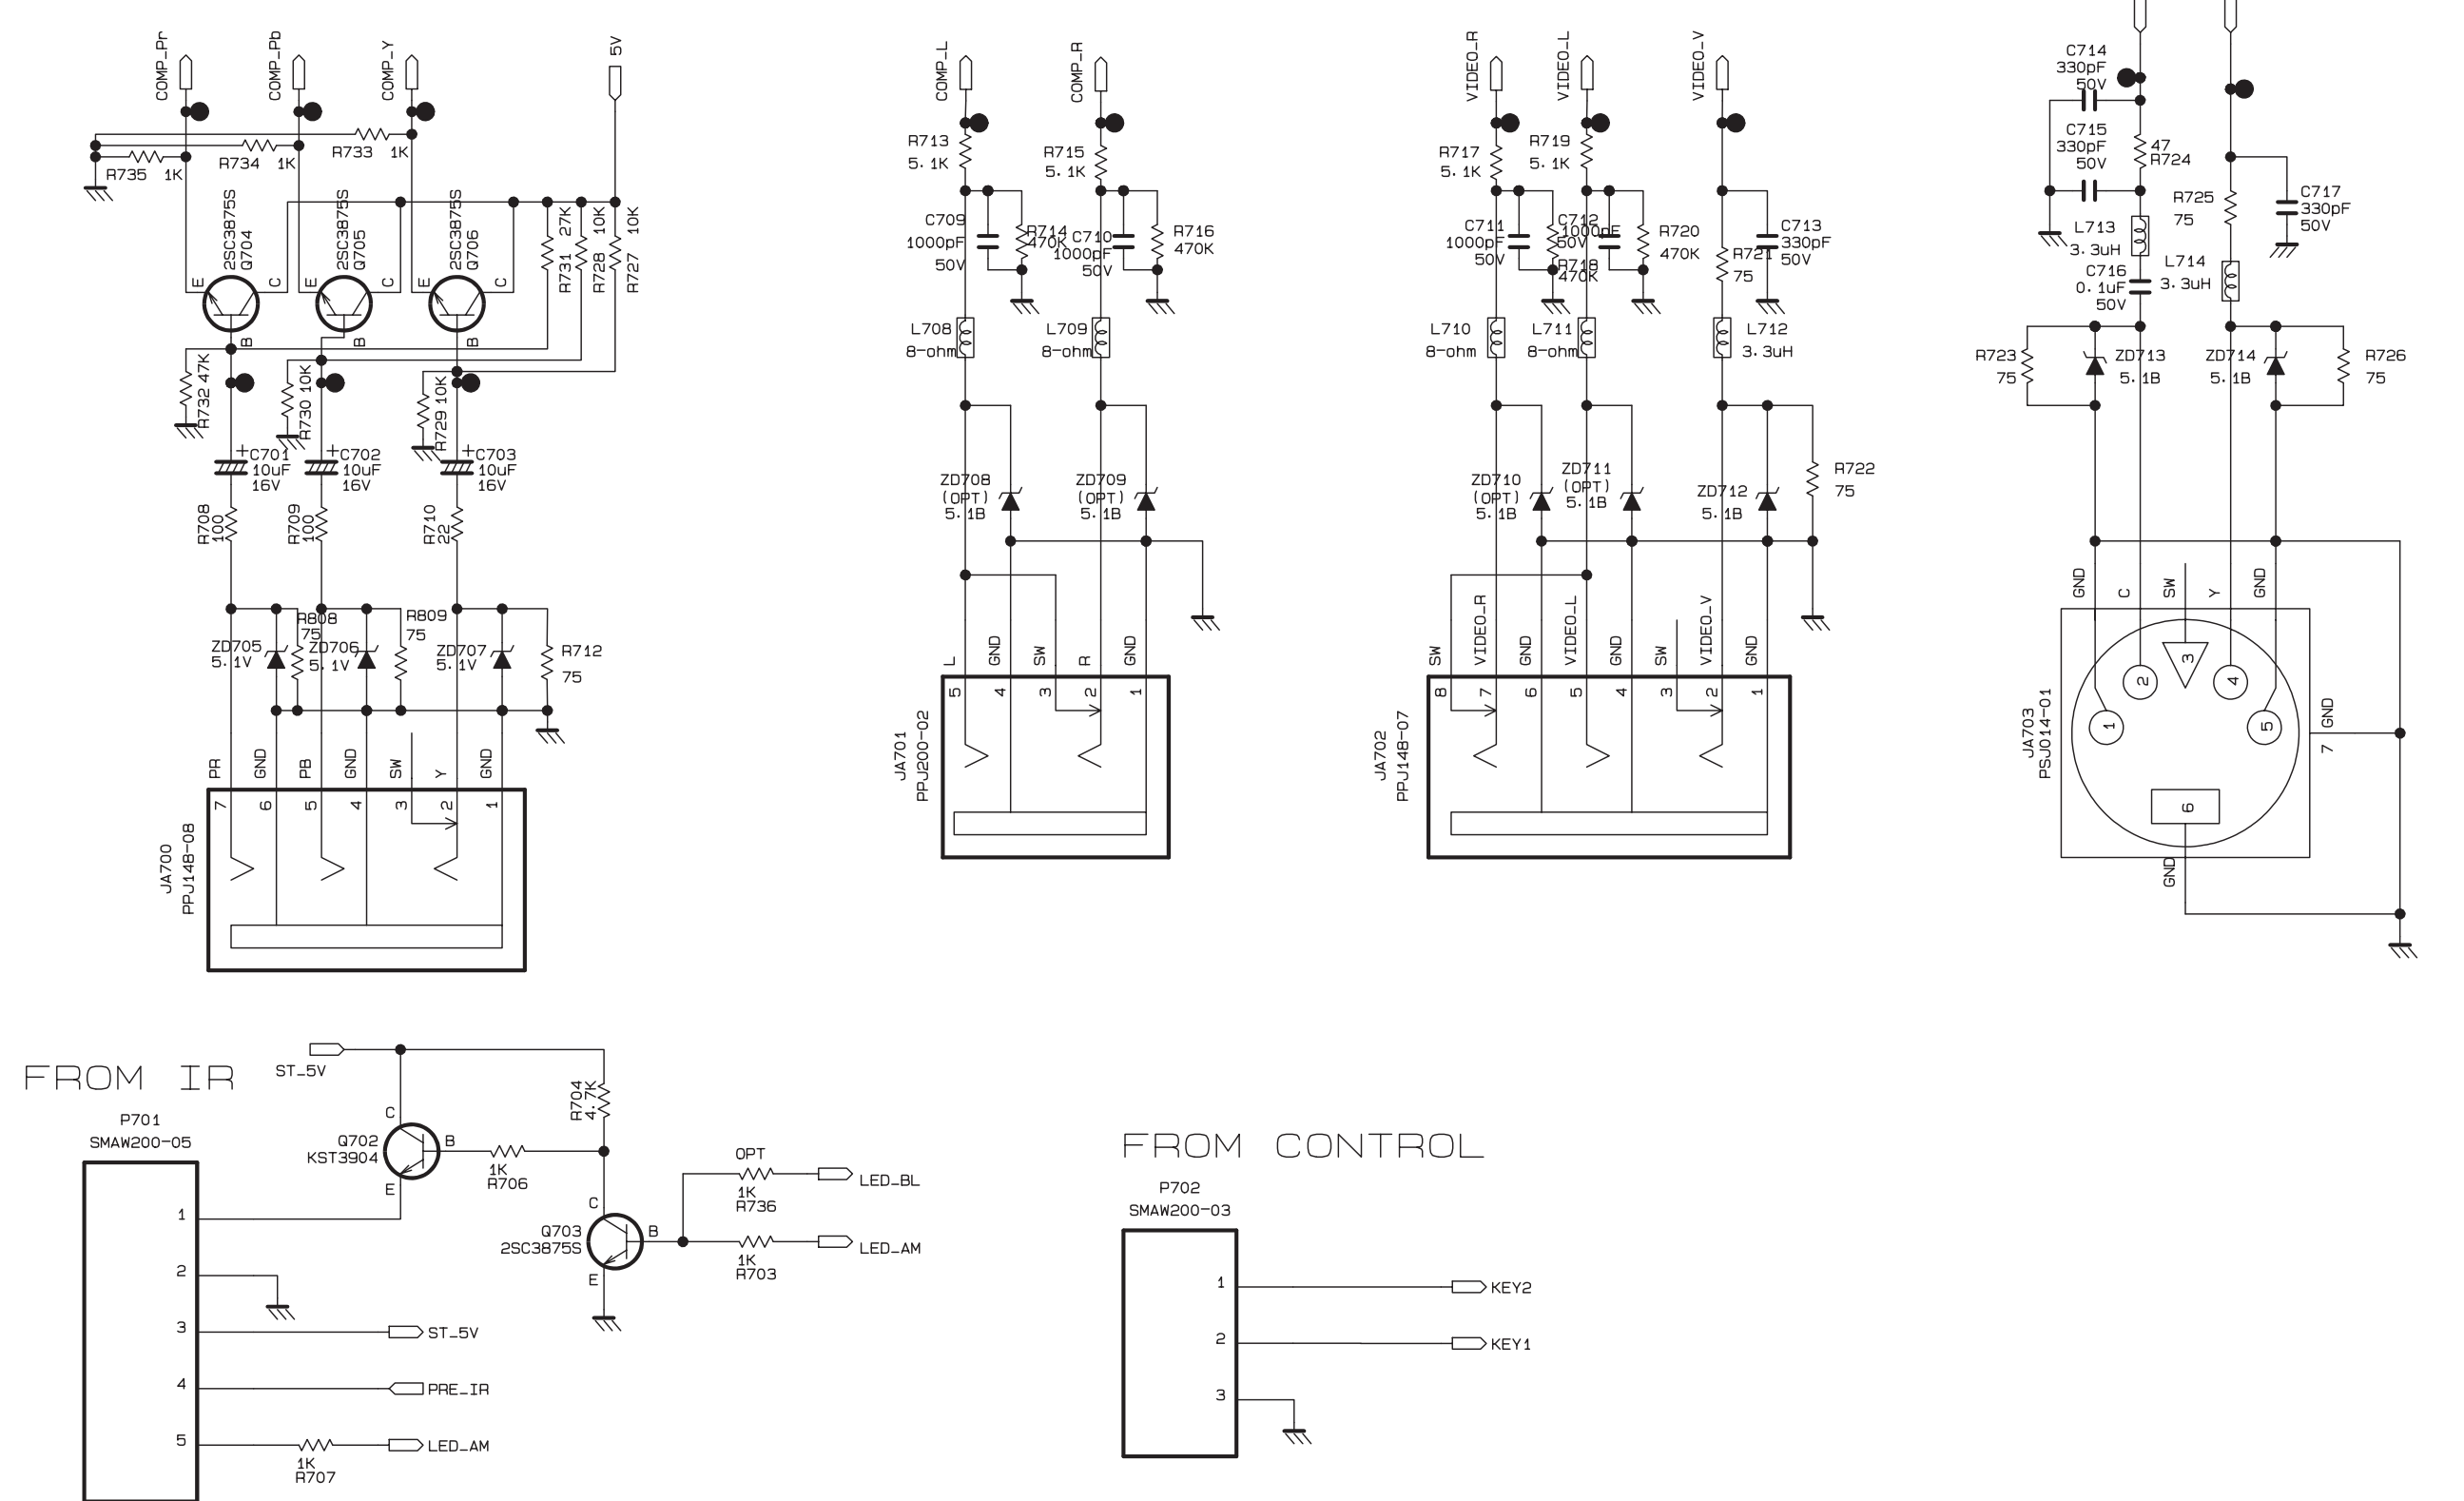 COMP_Pr
COMP_Pb
COMP_Y
5V
R735 1K
R734 1K
R733 1K
2SC3875S
Q704
2SC3875S
Q705
2SC3875S
Q706
R731 27K
R728 10K
R727 10K
E
C
E
C
E
C
B
B
B
R732 47K
R730 10K
R729 10K
+C701
10uF
16V
+C702
10uF
16V
+C703
10uF
16V
R708
100
R709
100
R710
22
ZD705
5.1V
R808
75
ZD706
5.1V
R809
75
ZD707
5.1V
R712
75
PR
GND
PB
GND
SW
Y
GND
7
6
5
4
3
2
1
JA700
PPJ148-08
COMP_L
COMP_R
R713
5.1K
R715
5.1K
C709
1000pF
50V
R714
470K
C710
1000pF
50V
R716
470K
L708
8-ohm
L709
8-ohm
ZD708
(OPT)
5.1B
ZD709
(OPT)
5.1B
L
GND
SW
R
GND
5
4
3
2
1
JA701
PPJ200-02
VIDEO_R
VIDEO_L
VIDEO_V
R717
5.1K
R719
5.1K
C711
1000pF
50V
R718
470K
C712
1000pF
50V
R720
470K
R721
75
C713
330pF
50V
L710
8-ohm
L711
8-ohm
L712
3.3uH
ZD710
(OPT)
5.1B
ZD711
(OPT)
5.1B
ZD712
5.1B
R722
75
SW
VIDEO_R
GND
VIDEO_L
GND
SW
VIDEO_V
GND
8
7
6
5
4
3
2
1
JA702
PPJ148-07
C714
330pF
50V
C715
330pF
50V
47
R724
L713
3.3uH
C716
0.1uF
50V
R725
75
L714
3.3uH
C717
330pF
50V
R723
75
ZD713
5.1B
ZD714
5.1B
R726
75
GND
C
SW
Y
GND
1
2
3
4
5
6
GND
7
GND
JA703
PSJ014-01
FROM IR
ST_5V
P701
SMAW200-05
C
Q702
KST3904
B
E
1K
R706
R704
4.7K
C
Q703
2SC3875S
B
E
OPT
1K
R736
LED_BL
1K
R703
LED_AM
1
2
3
ST_5V
4
PRE_IR
5
1K
R707
LED_AM
FROM CONTROL
P702
SMAW200-03
1
KEY2
2
KEY1
3